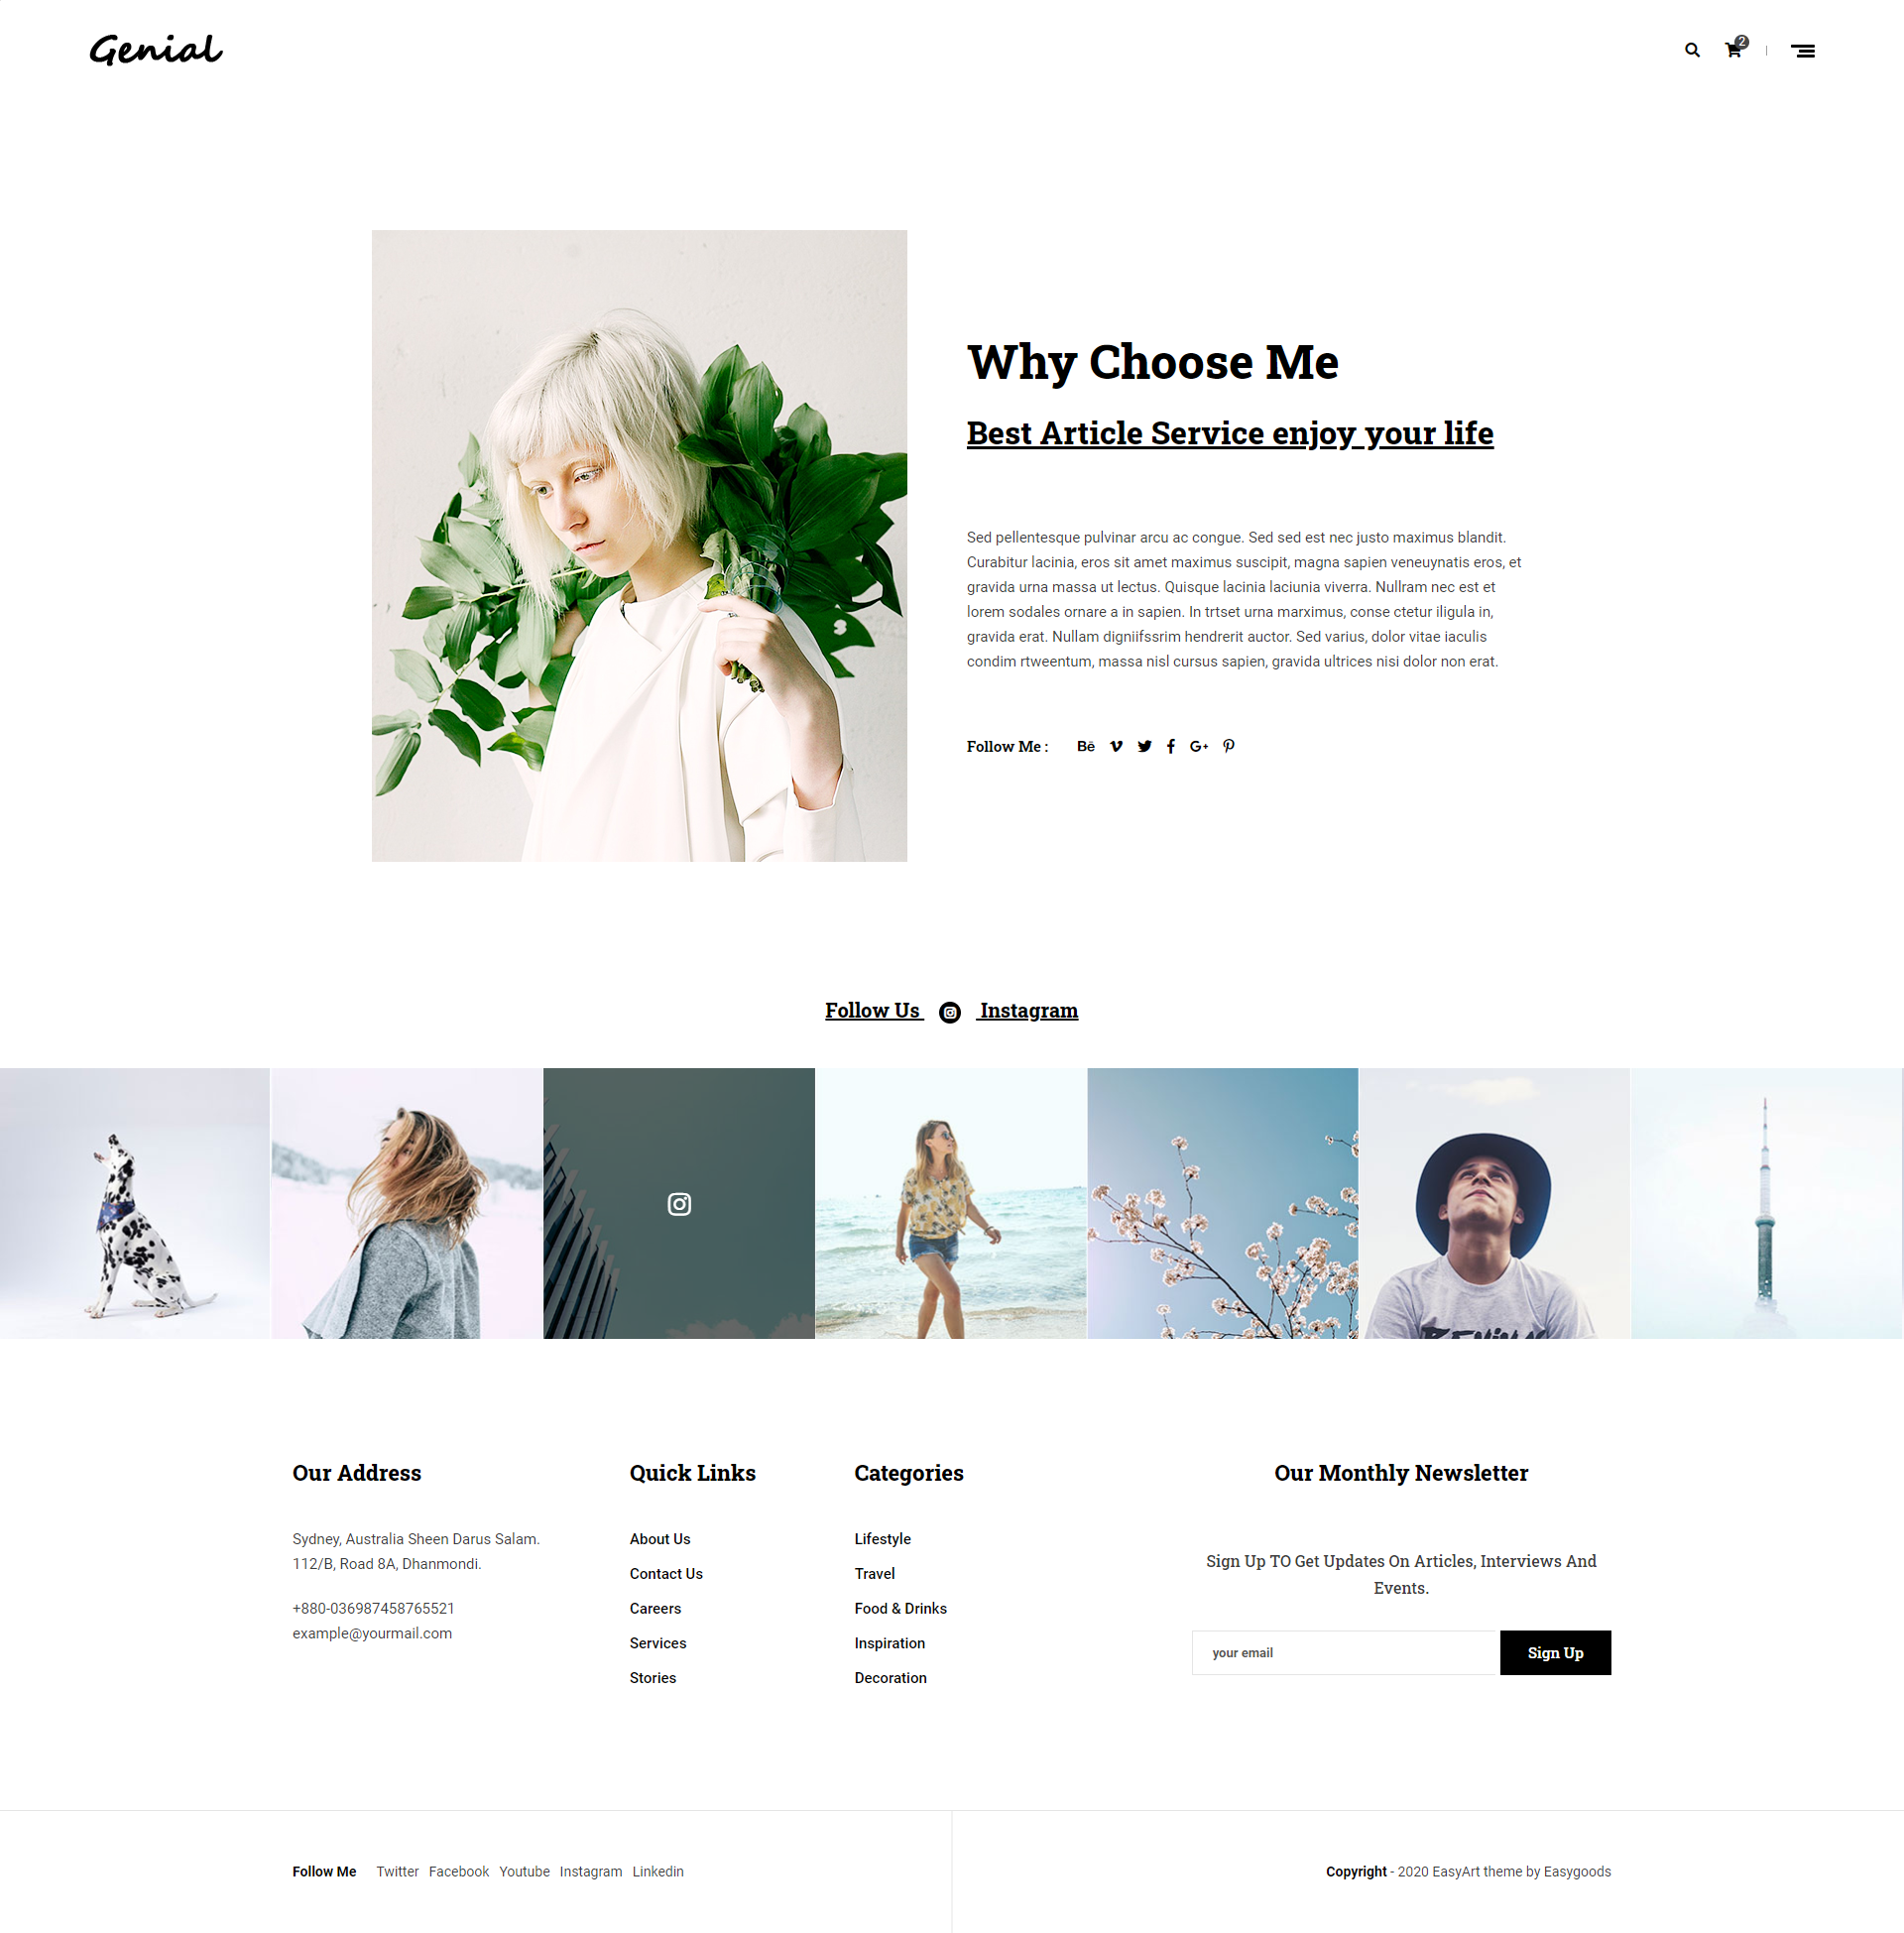 Genial
2
Why Choose Me
Best Article Service enjoy your life
Sed pellentesque pulvinar arcu ac congue. Sed sed est nec justo maximus blandit.
Curabitur lacinia, eros sit amet maximus suscipit, magna sapien veneuynatis eros, et
gravida urna massa ut lectus. Quisque lacinia laciunia viverra. Nullram nec est et
lorem sodales ornare a in sapien. In trtset urna marximus, conse ctetur iligula in,
gravida erat. Nullam digniifssrim hendrerit auctor. Sed varius, dolor vitae iaculis
condim rtweentum, massa nisl cursus sapien, gravida ultrices nisi dolor non erat.
Follow Me :
Follow Us Instagram
Our Address
Sydney, Australia Sheen Darus Salam.
112/B, Road 8A, Dhanmondi.
+880-036987458765521
example@yourmail.com
Quick Links
About Us
Contact Us
Careers
Services
Stories
Categories
Lifestyle
Travel
Food & Drinks
Inspiration
Decoration
Our Monthly Newsletter
Sign Up TO Get Updates On Articles, Interviews And
Events.
your email
Sign Up
Follow Me Twitter Facebook Youtube Instagram Linkedin
Copyright - 2020 EasyArt theme by Easygoods